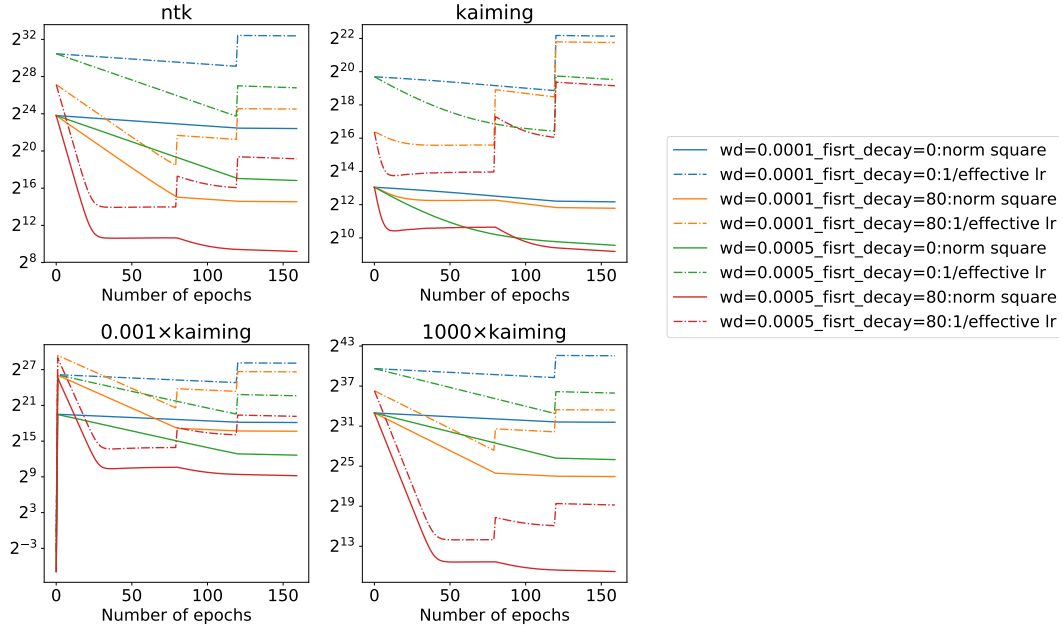 ntk
2^32
2^28
2^24
2^20
2^16
2^12
2^8
0
50
100
150
Number of epochs
kaiming
2^22
2^20
2^18
2^16
2^14
2^12
2^10
0
50
100
150
Number of epochs
wd=0.0001_fisrt_decay=0:norm square
wd=0.0001_fisrt_decay=0:1/effective lr
wd=0.0001_fisrt_decay=80:norm square
wd=0.0001_fisrt_decay=80:1/effective lr
wd=0.0005_fisrt_decay=0:norm square
wd=0.0005_fisrt_decay=0:1/effective lr
wd=0.0005_fisrt_decay=80:norm square
wd=0.0005_fisrt_decay=80:1/effective lr
0.001×kaiming
2^27
2^21
2^15
2^9
2^3
2^−3
0
50
100
150
Number of epochs
1000×kaiming
2^43
2^37
2^31
2^25
2^19
2^13
0
50
100
150
Number of epochs